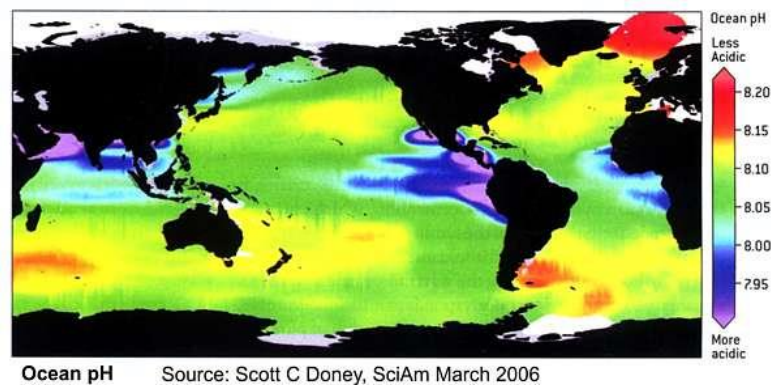 Ocean pH
Less
Acidic
8.20
8.15
8.10
8.05
8.00
7.95
More
acidic
Ocean pH Source: Scott C Doney, SciAm March 2006